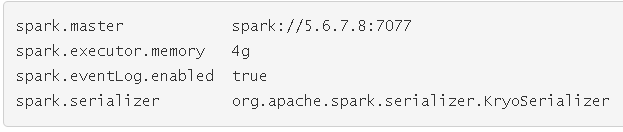 spark.master            spark://5.6.7.8:7077
spark.executor.memory   4g
spark.eventLog.enabled  true
spark.serializer        org.apache.spark.serializer.KryoSerializer